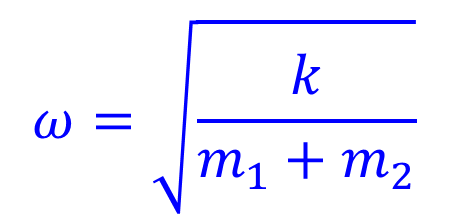 ω = √(k / (m₁ + m₂))